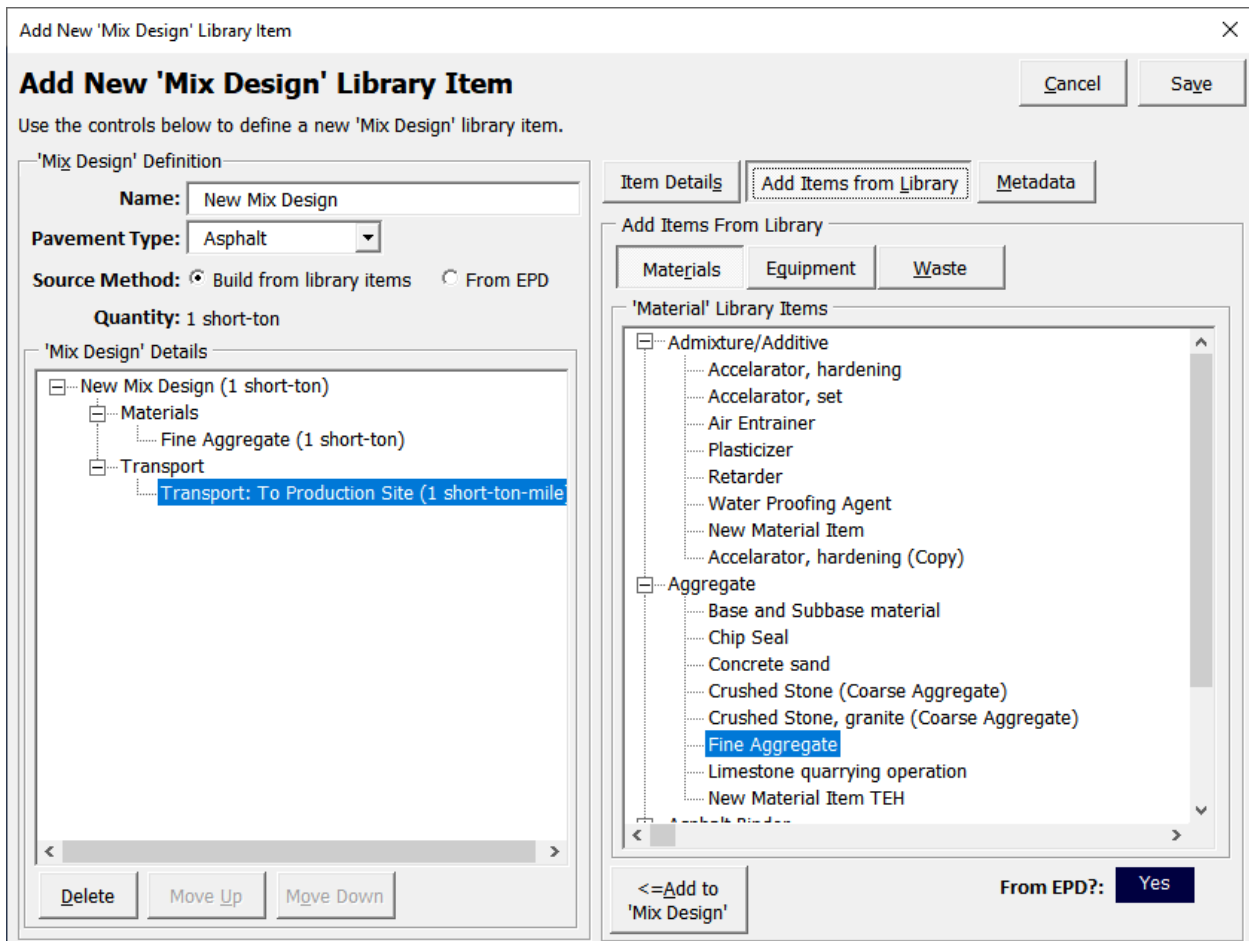 Add New 'Mix Design' Library Item
Add New 'Mix Design' Library Item
Cancel
Save
Use the controls below to define a new 'Mix Design' library item.
'Mix Design' Definition
Name: New Mix Design
Pavement Type: Asphalt
Source Method: Build from library items From EPD
Quantity: 1 short-ton
'Mix Design' Details
New Mix Design (1 short-ton)
Materials
Fine Aggregate (1 short-ton)
Transport
Transport: To Production Site (1 short-ton-mile)
Delete
Move Up
Move Down
Item Details
Add Items from Library
Metadata
Add Items From Library
Materials
Equipment
Waste
'Material' Library Items
Admixture/Additive
Accelarator, hardening
Accelarator, set
Air Entrainer
Plasticizer
Retarder
Water Proofing Agent
New Material Item
Accelarator, hardening (Copy)
Aggregate
Base and Subbase material
Chip Seal
Concrete sand
Crushed Stone (Coarse Aggregate)
Crushed Stone, granite (Coarse Aggregate)
Fine Aggregate
Limestone quarrying operation
New Material Item TEH
Asphalt Binder
<=Add to
'Mix Design'
From EPD?: Yes